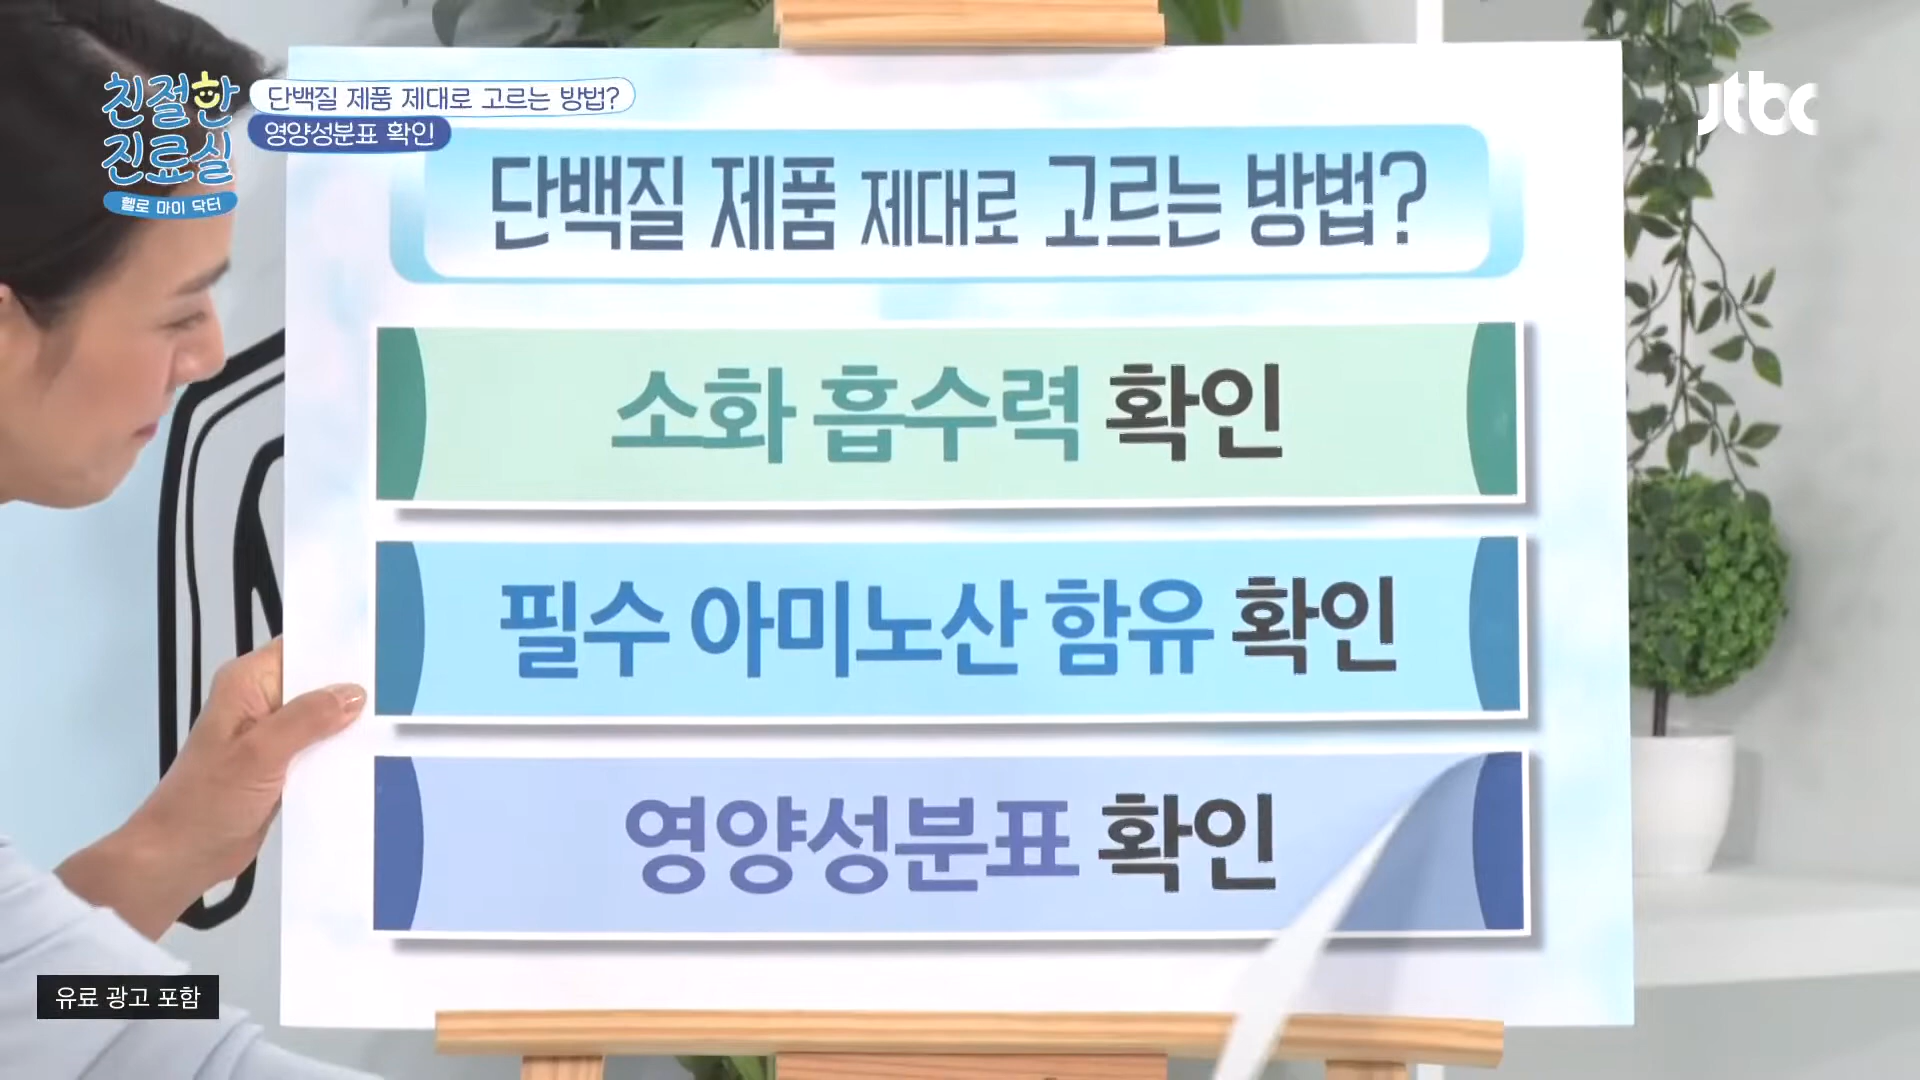 친절한
진료실
헬로 마이 닥터
단백질 제품 제대로 고르는 방법?
영양성분표 확인
jtbc
단백질 제품 제대로 고르는 방법?
소화 흡수력 확인
필수 아미노산 함유 확인
영양성분표 확인
유료 광고 포함